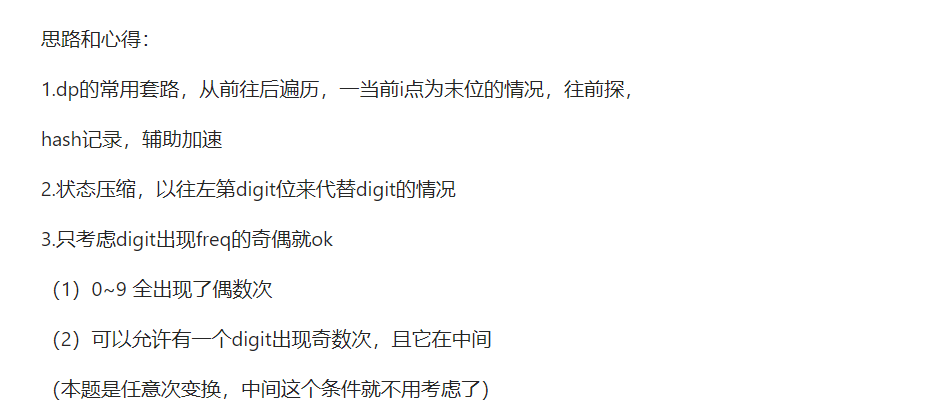 思路和心得：
1.dp的常用套路，从前往后遍历，一当前i点为末位的情况，往前探，
hash记录，辅助加速
2.状态压缩，以往左第digit位来代替digit的情况
3.只考虑digit出现freq的奇偶就ok
（1）0~9 全出现了偶数次
（2）可以允许有一个digit出现奇数次，且它在中间
（本题是任意次变换，中间这个条件就不用考虑了）